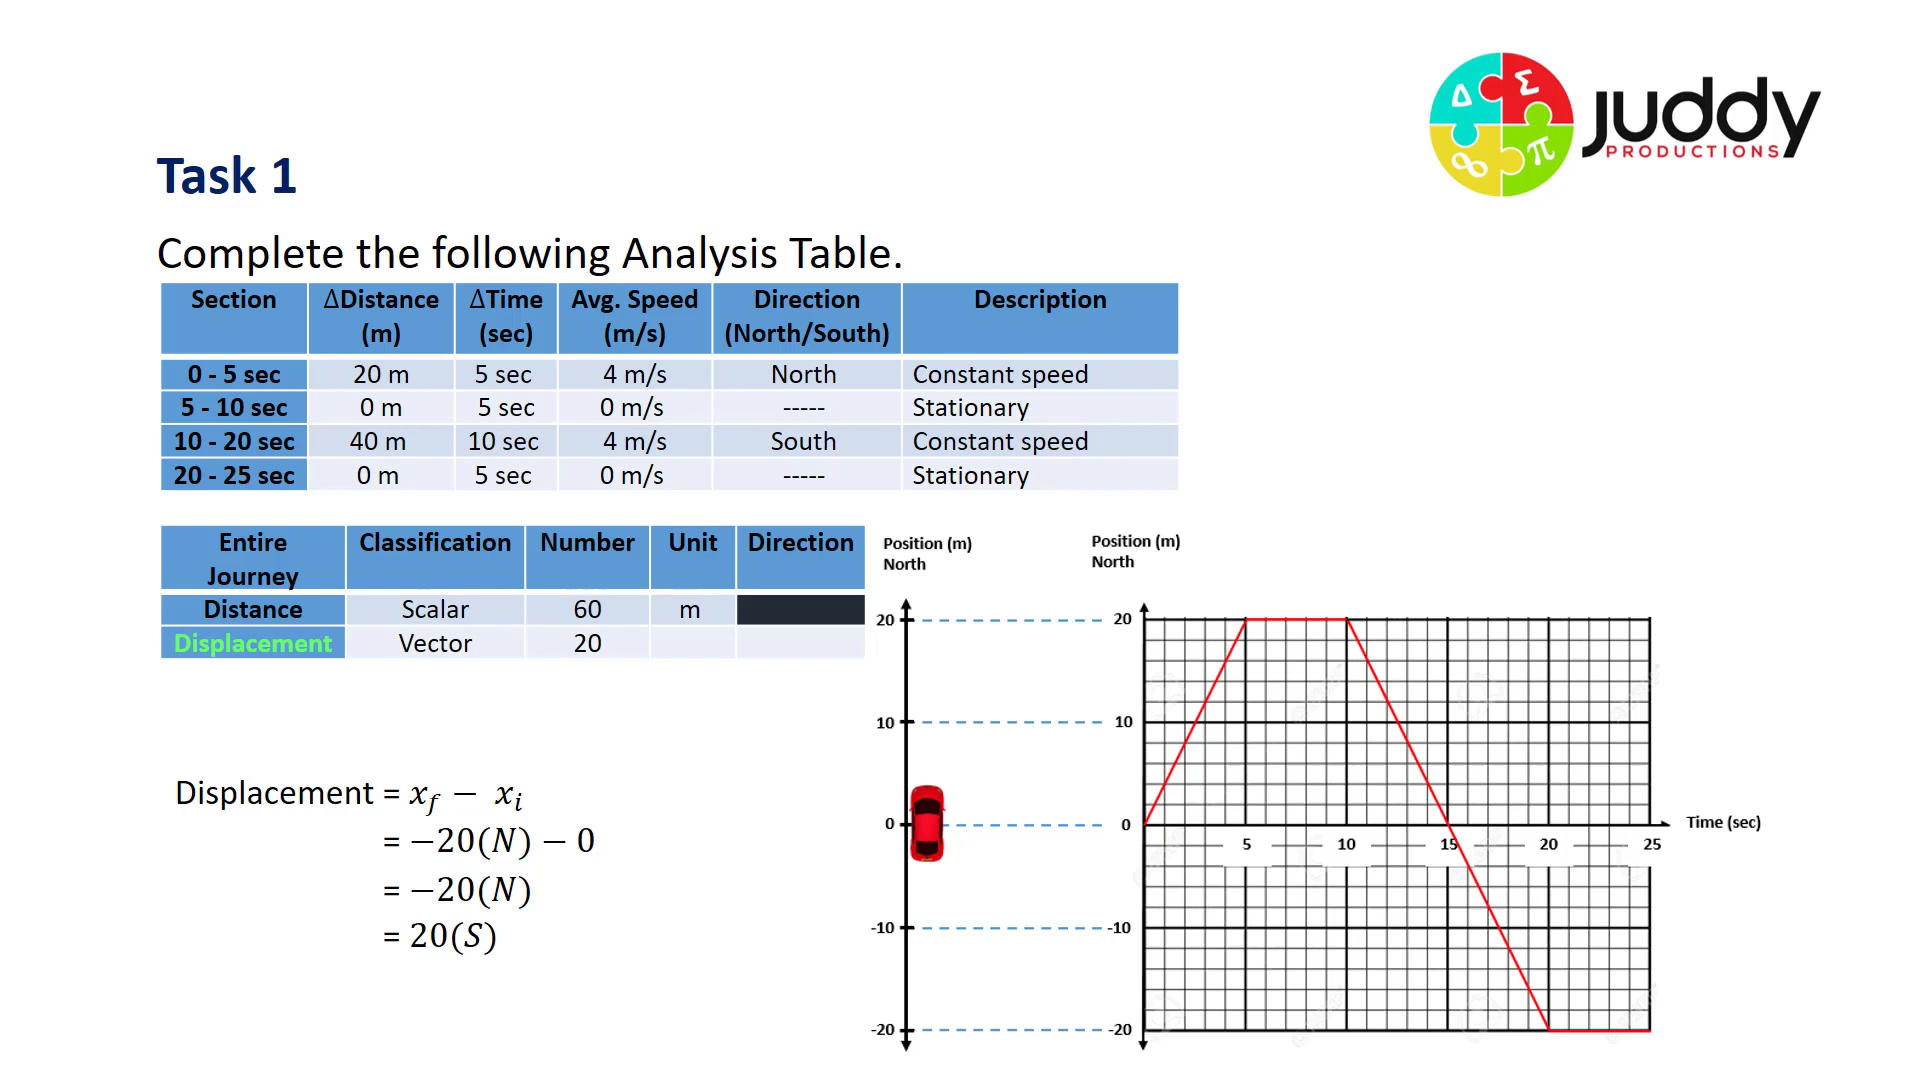 Δ Σ
∞ π
juddy
PRODUCTIONS
Task 1
Complete the following Analysis Table.
Section ΔDistance (m) ΔTime (sec) Avg. Speed (m/s) Direction (North/South) Description
0 - 5 sec 20 m 5 sec 4 m/s North Constant speed
5 - 10 sec 0 m 5 sec 0 m/s ----- Stationary
10 - 20 sec 40 m 10 sec 4 m/s South Constant speed
20 - 25 sec 0 m 5 sec 0 m/s ----- Stationary
Entire Journey Classification Number Unit Direction
Distance Scalar 60 m
Displacement Vector 20
Displacement = x_f − x_i
= −20(N) − 0
= −20(N)
= 20(S)
Position (m)
North
20
10
0
-10
-20
Position (m)
North
20
10
0
-10
-20
5 10 15 20 25
Time (sec)